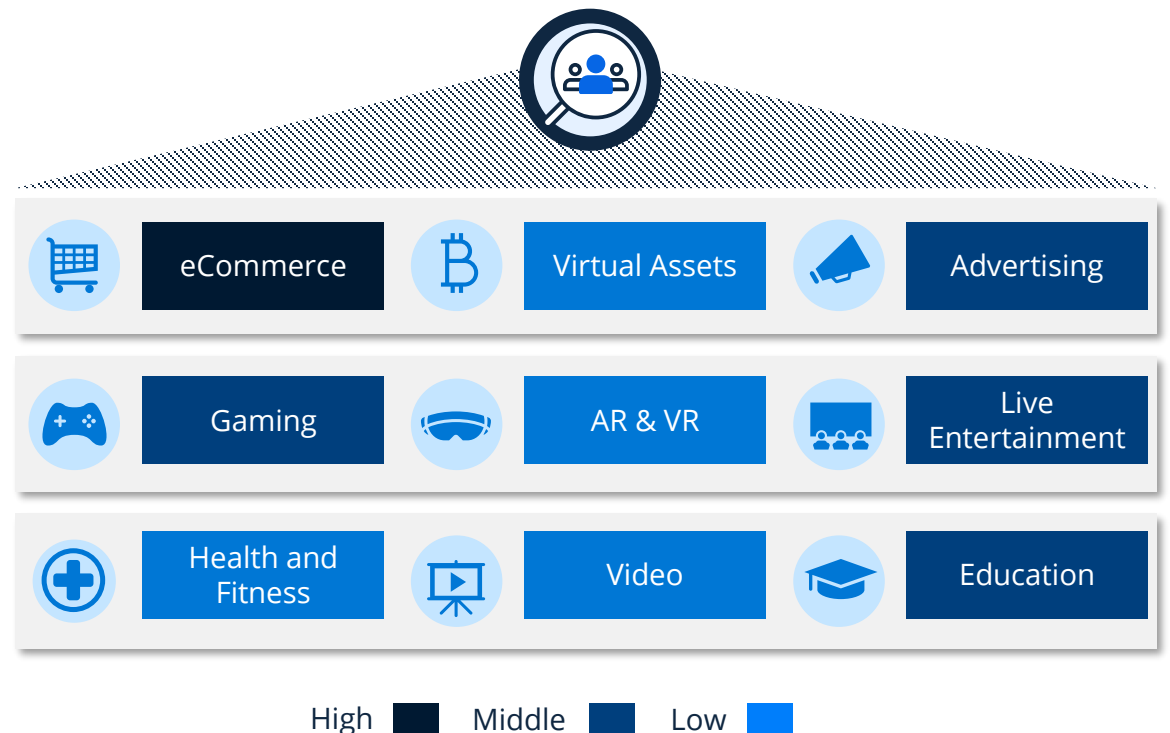 eCommerce
Virtual Assets
Advertising
Gaming
AR & VR
Live
Entertainment
Health and
Fitness
Video
Education
High
Middle
Low